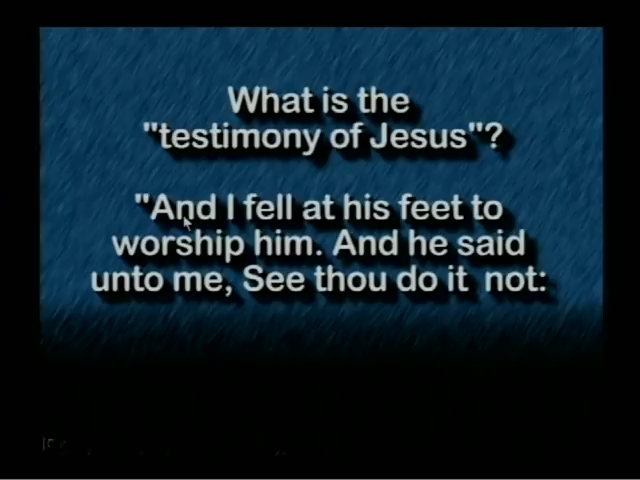 What is the
"testimony of Jesus"?
"And I fell at his feet to
worship him. And he said
unto me, See thou do it  not: